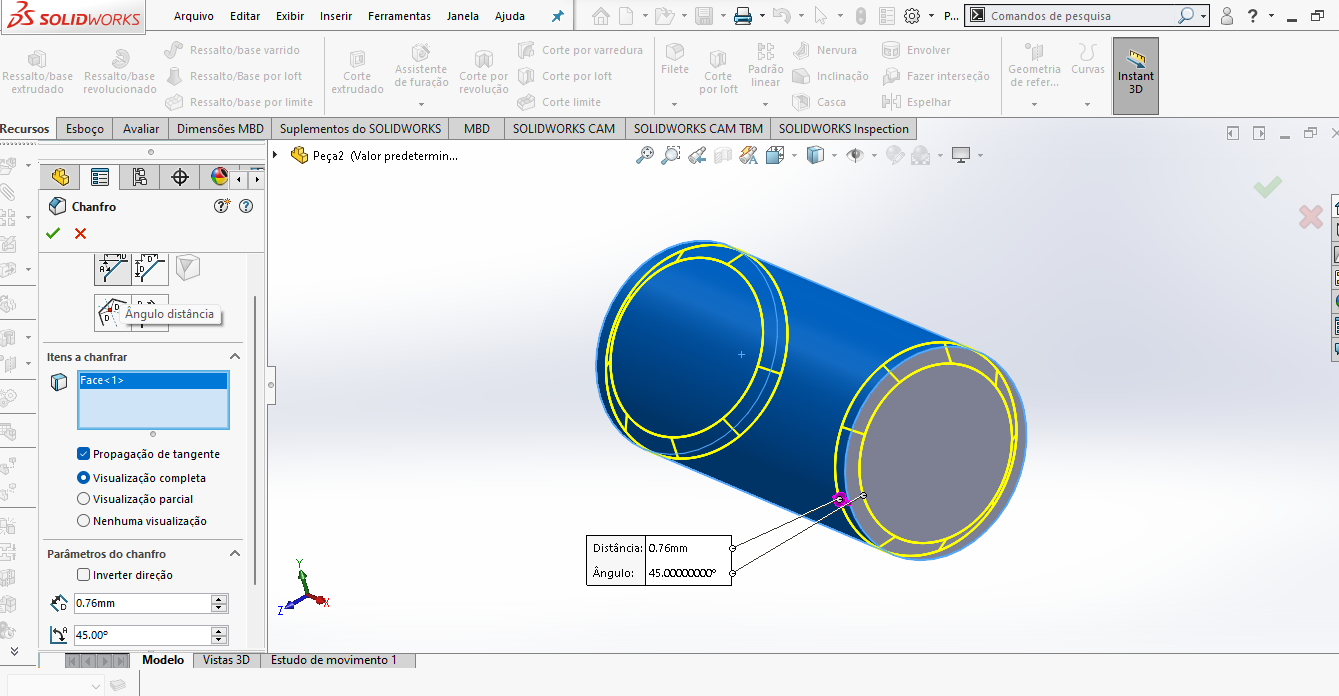 SOLIDWORKS
Arquivo Editar Exibir Inserir Ferramentas Janela Ajuda
P...
Comandos de pesquisa
?
Ressalto/base extrudado
Ressalto/base revolucionado
Ressalto/base varrido
Ressalto/Base por loft
Ressalto/base por limite
Corte extrudado
Assistente de furação
Corte por revolução
Corte por varredura
Corte por loft
Corte limite
Filete
Corte por loft
Padrão linear
Nervura
Inclinação
Casca
Envolver
Fazer interseção
Espelhar
Geometria de refer...
Curvas
Instant 3D
Recursos Esboço Avaliar Dimensões MBD Suplementos do SOLIDWORKS MBD SOLIDWORKS CAM SOLIDWORKS CAM TBM SOLIDWORKS Inspection
Peça2 (Valor predetermin...
Chanfro
Ângulo distância
Itens a chanfrar
Face<1>
Propagação de tangente
Visualização completa
Visualização parcial
Nenhuma visualização
Parâmetros do chanfro
Inverter direção
0.76mm
45.00º
Distância: 0.76mm
Ângulo: 45.00000000º
Y
Z X
Modelo Vistas 3D Estudo de movimento 1